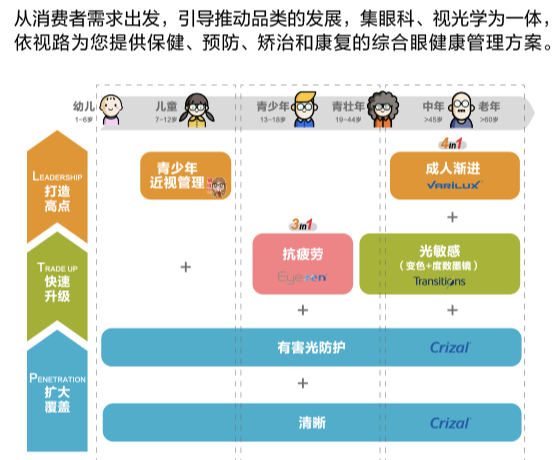 从消费者需求出发，引导推动品类的发展，集眼科、视光学为一体，
依视路为您提供保健、预防、矫治和康复的综合眼健康管理方案。
幼儿
1~6岁
儿童
7~12岁
青少年
13~18岁
青壮年
19~44岁
中年
>45岁
老年
>60岁
LEADERSHIP
打造
高点
青少年
近视管理
4in1
成人渐进
VARILUX
+
TRADE UP
快速
升级
+
3in1
抗疲劳
Eyezen
光敏感
（变色+度数墨镜）
Transitions
+
+
有害光防护
Crizal
PENETRATION
扩大
覆盖
+
清晰
Crizal